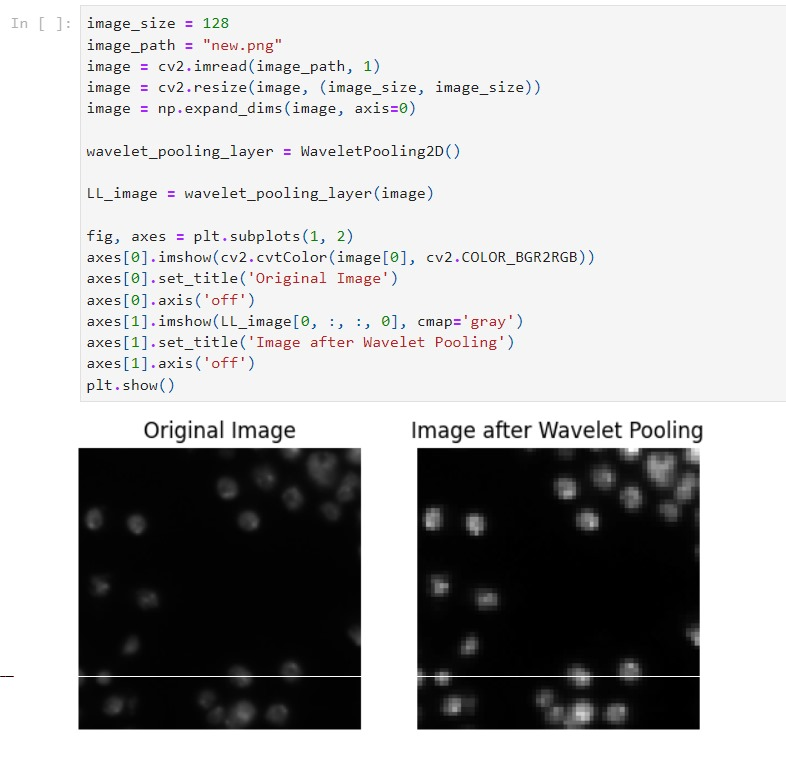 In [ ]:
image_size = 128
image_path = "new.png"
image = cv2.imread(image_path, 1)
image = cv2.resize(image, (image_size, image_size))
image = np.expand_dims(image, axis=0)
wavelet_pooling_layer = WaveletPooling2D()
LL_image = wavelet_pooling_layer(image)
fig, axes = plt.subplots(1, 2)
axes[0].imshow(cv2.cvtColor(image[0], cv2.COLOR_BGR2RGB))
axes[0].set_title('Original Image')
axes[0].axis('off')
axes[1].imshow(LL_image[0, :, :, 0], cmap='gray')
axes[1].set_title('Image after Wavelet Pooling')
axes[1].axis('off')
plt.show()
Original Image
Image after Wavelet Pooling